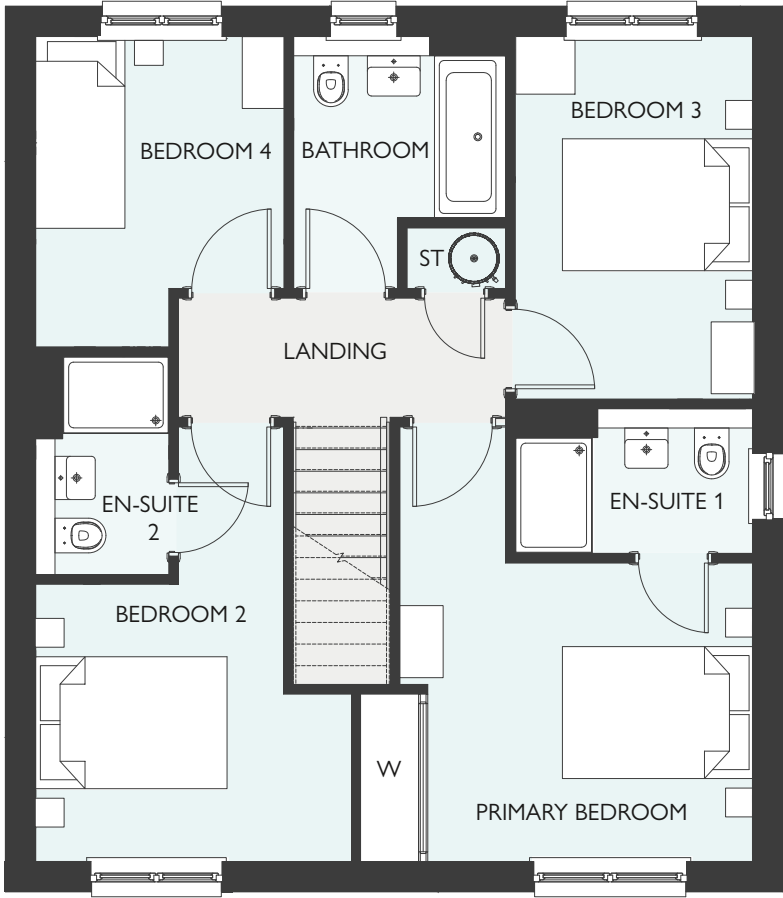 BEDROOM 3
BEDROOM 4
BATHROOM
ST
LANDING
EN-SUITE
2
EN-SUITE 1
BEDROOM 2
W
PRIMARY BEDROOM